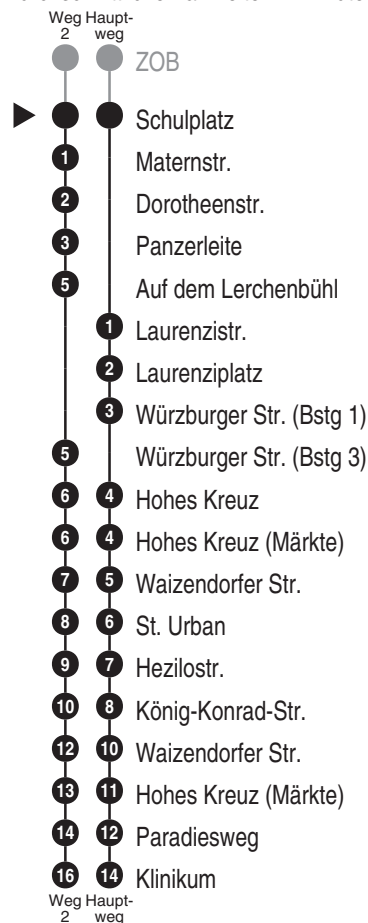 Weg Haupt-
2 weg
ZOB
Schulplatz
1 Maternstr.
2 Dorotheenstr.
3 Panzerleite
5 Auf dem Lerchenbühl
1 Laurenzistr.
2 Laurenziplatz
3 Würzburger Str. (Bstg 1)
5 Würzburger Str. (Bstg 3)
6 4 Hohes Kreuz
6 4 Hohes Kreuz (Märkte)
7 5 Waizendorfer Str.
8 6 St. Urban
9 7 Hezilostr.
10 8 König-Konrad-Str.
12 10 Waizendorfer Str.
13 11 Hohes Kreuz (Märkte)
14 12 Paradiesweg
16 14 Klinikum
Weg Haupt-
2 weg